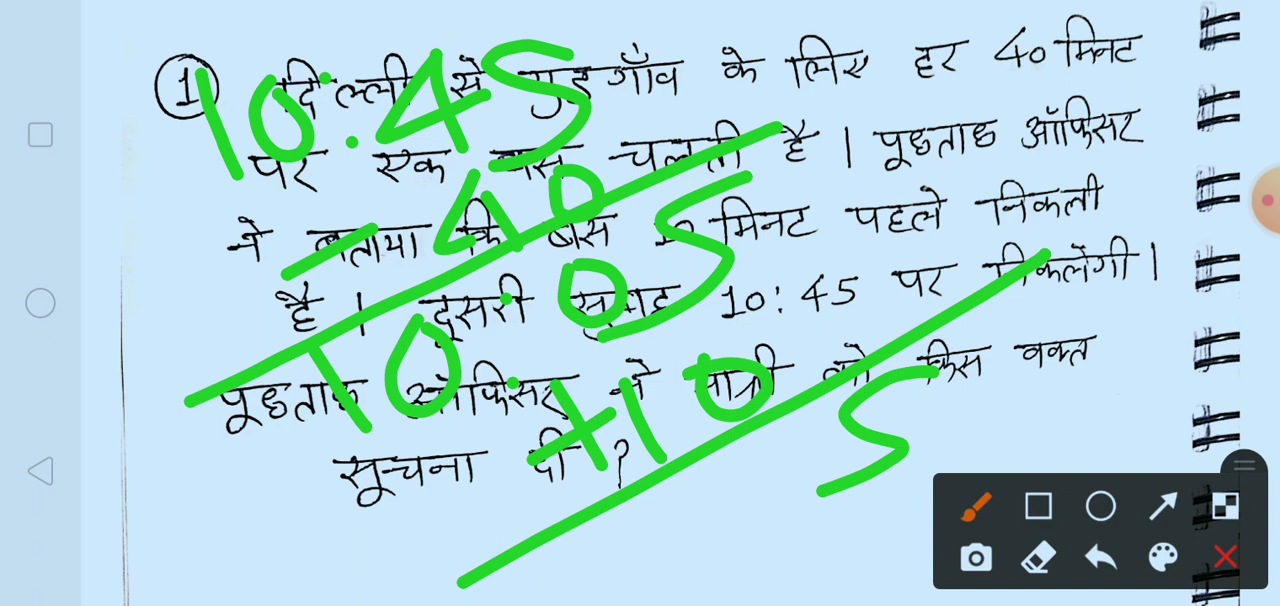 ① दिल्ली से गुड़गाँव के लिए हर 40 मिनट
पर एक बस चलती है । पूछताछ ऑफिसर
ने बताया कि बस मिनट पहले निकली
है । दूसरी सुबह 10:45 पर निकलेंगी ।
पूछताछ ऑफिसर ने यात्री को किस वक्त
सूचना दी ?
10:45
- 40
10:05
+10
5